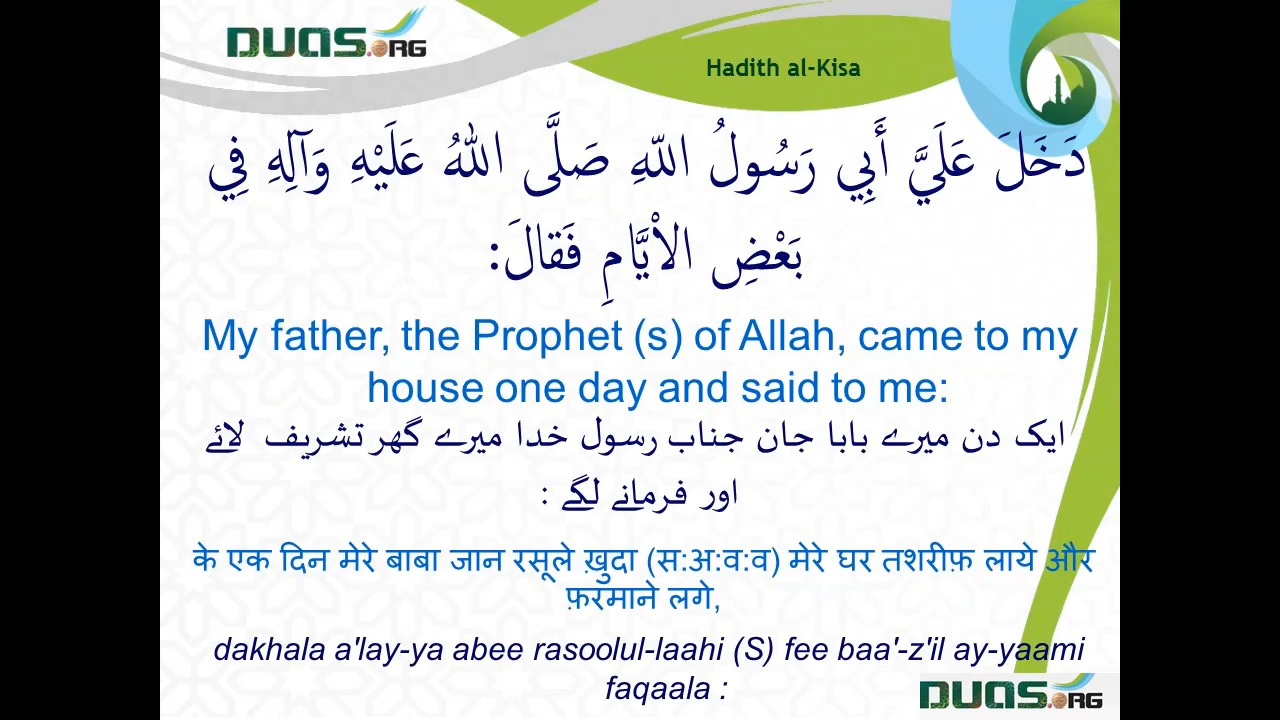 DUAS.ORG
Hadith al-Kisa
دَخَلَ عَلَيَّ أَبِي رَسُولُ اللّهِ صَلَّى اللّٰهُ عَلَيْهِ وَآلِهِ فِي
بَعْضِ الاْيَّامِ فَقالَ:
My father, the Prophet (s) of Allah, came to my
house one day and said to me:
ایک دن میرے بابا جان جناب رسول خدا میرے گھر تشریف لائے
اور فرمانے لگے :
के एक दिन मेरे बाबा जान रसूले ख़ुदा (स:अ:व:व) मेरे घर तशरीफ़ लाये और
फ़रमाने लगे,
dakhala a'lay-ya abee rasoolul-laahi (S) fee baa'-z'il ay-yaami
faqaala :
DUAS.ORG